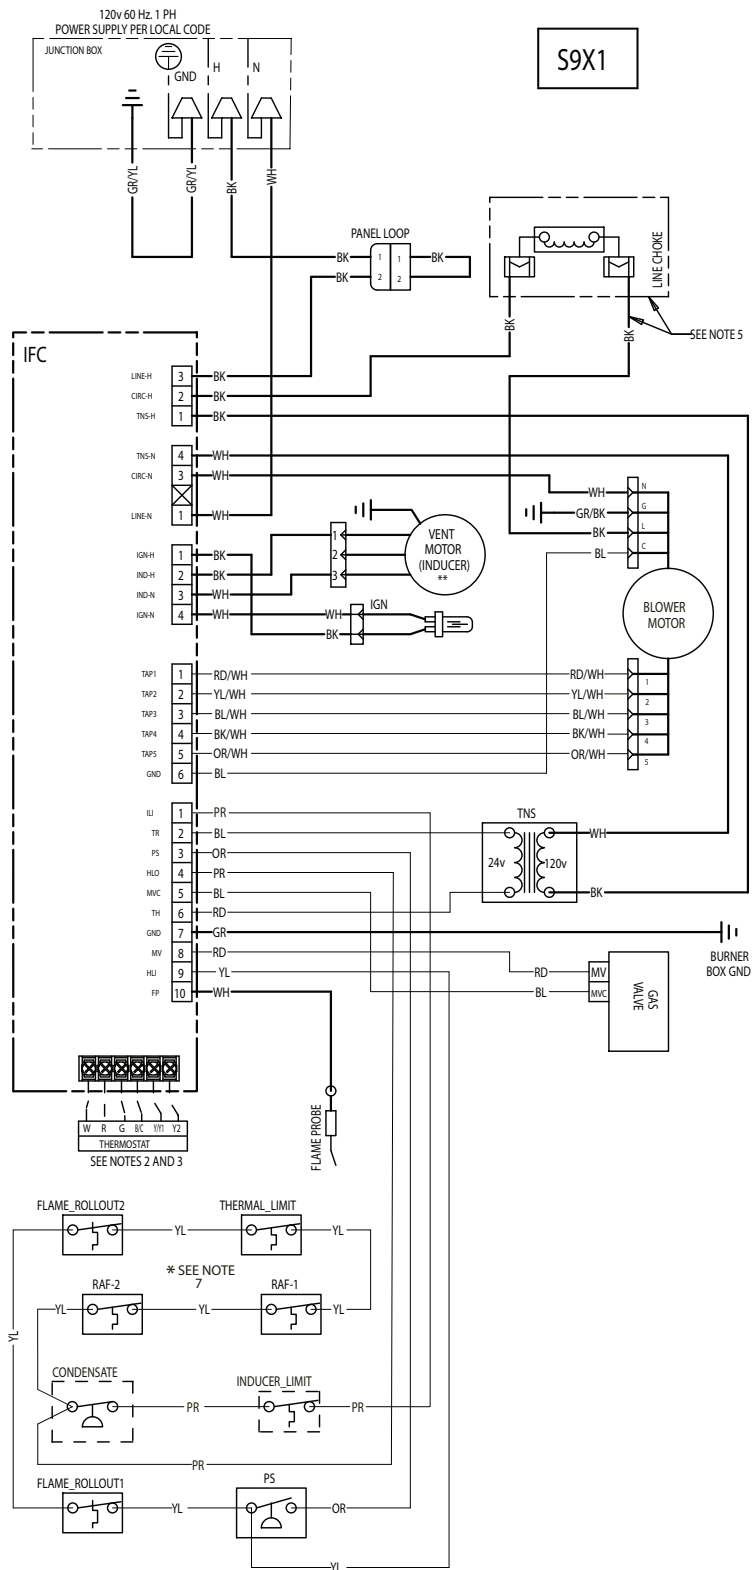 120v 60 Hz. 1 PH
POWER SUPPLY PER LOCAL CODE
JUNCTION BOX
GND
H
N
S9X1
GR/YL
GR/YL
BK
WH
PANEL LOOP
BK 1 1 BK
BK 2 2
LINE CHOKE
BK
BK
SEE NOTE 5
IFC
LINE-H 3 BK
CIRC-H 2 BK
TNS-H 1 BK
TNS-N 4 WH
CIRC-N 3 WH
LINE-N 1 WH
WH N
GR/BK G
BK L
BL C
IGN-H 1 BK
IND-H 2 BK
IND-N 3 WH
IGN-N 4 WH
1
2
3
VENT
MOTOR
(INDUCER)
**
IGN
WH
BK
BLOWER
MOTOR
TAP1 1 RD/WH RD/WH 1
TAP2 2 YL/WH YL/WH 2
TAP3 3 BL/WH BL/WH 3
TAP4 4 BK/WH BK/WH 4
TAP5 5 OR/WH OR/WH 5
GND 6 BL
ILI 1 PR
TR 2 BL
PS 3 OR
HLO 4 PR
MVC 5 BL
TH 6 RD
GND 7 GR
MV 8 RD
HLI 9 YL
FP 10 WH
TNS
24v 120v
WH
BK
BURNER
BOX GND
RD MV
BL MVC
GAS
VALVE
W R G B/C Y/Y1 Y2
THERMOSTAT
SEE NOTES 2 AND 3
FLAME PROBE
FLAME_ROLLOUT2
THERMAL_LIMIT
YL
YL
* SEE NOTE
7
RAF-2
RAF-1
YL
YL
YL
YL
CONDENSATE
INDUCER_LIMIT
PR
PR
PR
FLAME_ROLLOUT1
PS
YL
OR
YL